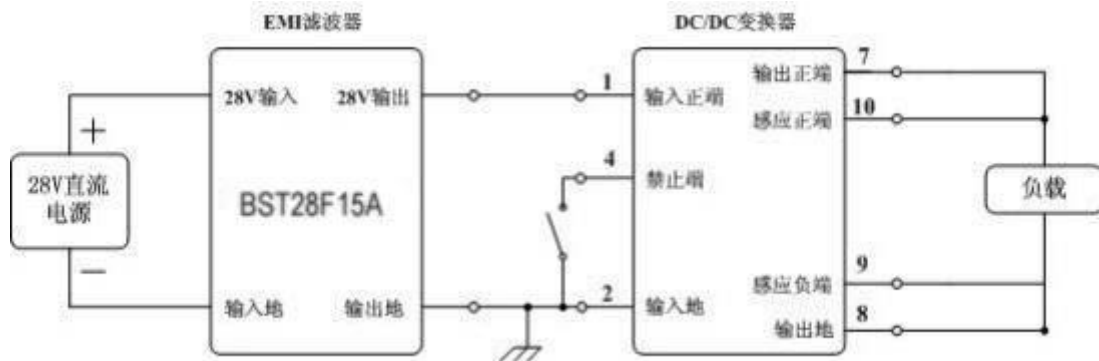 EMI滤波器
DC/DC变换器
28V输入
28V输出
BST28F15A
输入地
输出地
+
28V直流
电源
−
1
4
2
输入正端
禁止端
输入地
输出正端
感应正端
感应负端
输出地
7
10
9
8
负载